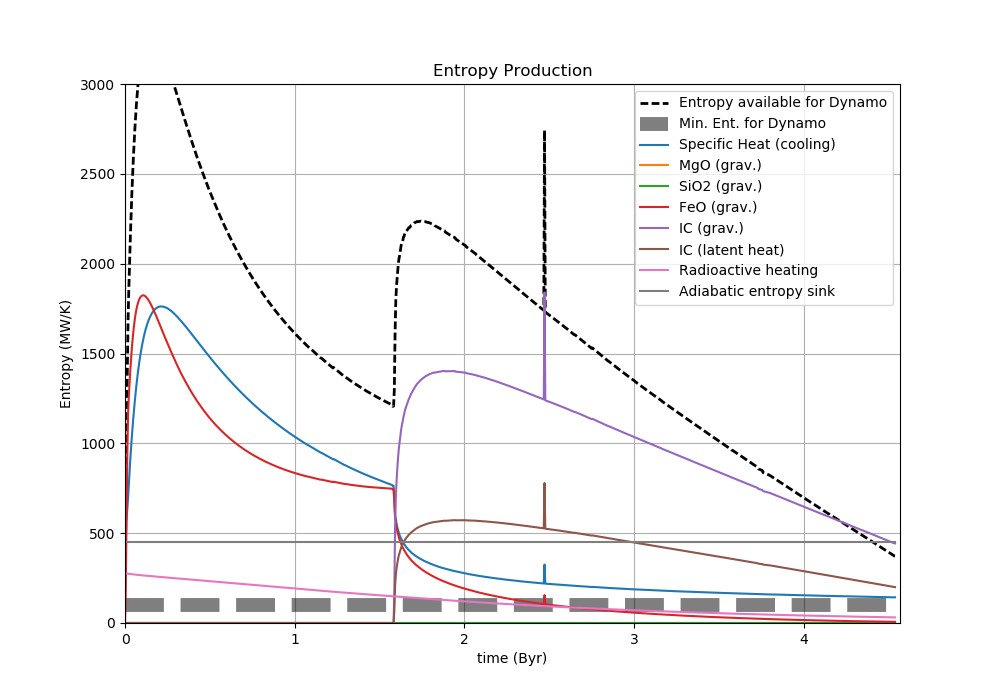 Entropy Production
3000
2500
2000
1500
1000
500
0
Entropy (MW/K)
0
1
2
3
4
time (Byr)
Entropy available for Dynamo
Min. Ent. for Dynamo
Specific Heat (cooling)
MgO (grav.)
SiO2 (grav.)
FeO (grav.)
IC (grav.)
IC (latent heat)
Radioactive heating
Adiabatic entropy sink